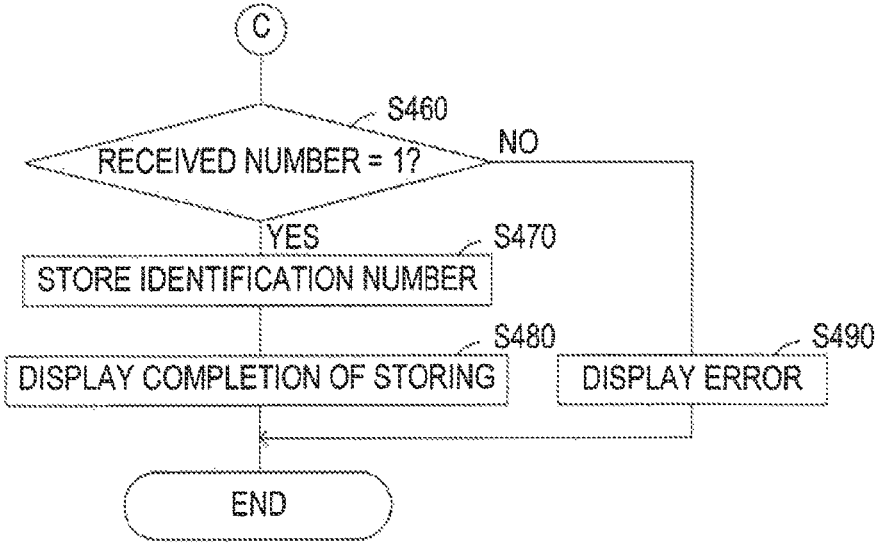 C
S460
RECEIVED NUMBER = 1?
NO
YES
S470
STORE IDENTIFICATION NUMBER
S480
DISPLAY COMPLETION OF STORING
S490
DISPLAY ERROR
END